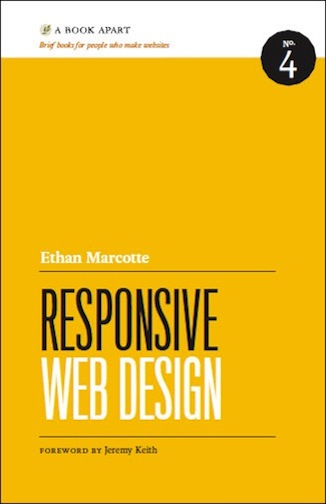 A BOOK APART
Brief books for people who make websites
No.
4
Ethan Marcotte
RESPONSIVE
WEB DESIGN
FOREWORD BY Jeremy Keith